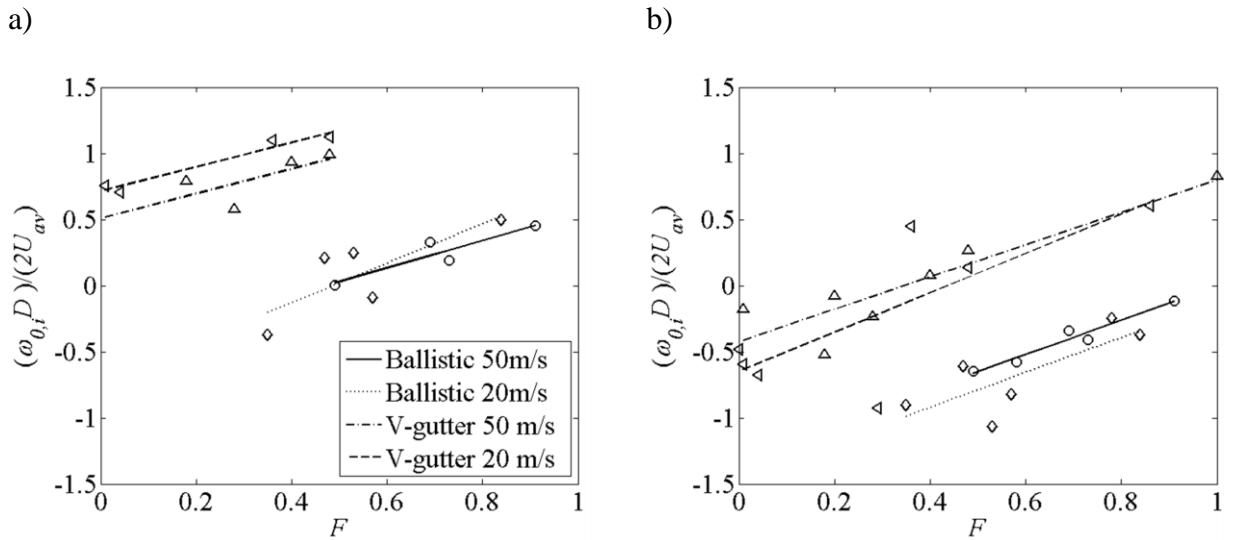 a)
b)
1.5
1
0.5
0
-0.5
-1
-1.5
0 0.2 0.4 0.6 0.8 1
F
(ω0,i D)/(2Uav)
Ballistic 50m/s
Ballistic 20m/s
V-gutter 50 m/s
V-gutter 20 m/s
1.5
1
0.5
0
-0.5
-1
-1.5
0 0.2 0.4 0.6 0.8 1
F
(ω0,i D)/(2Uav)